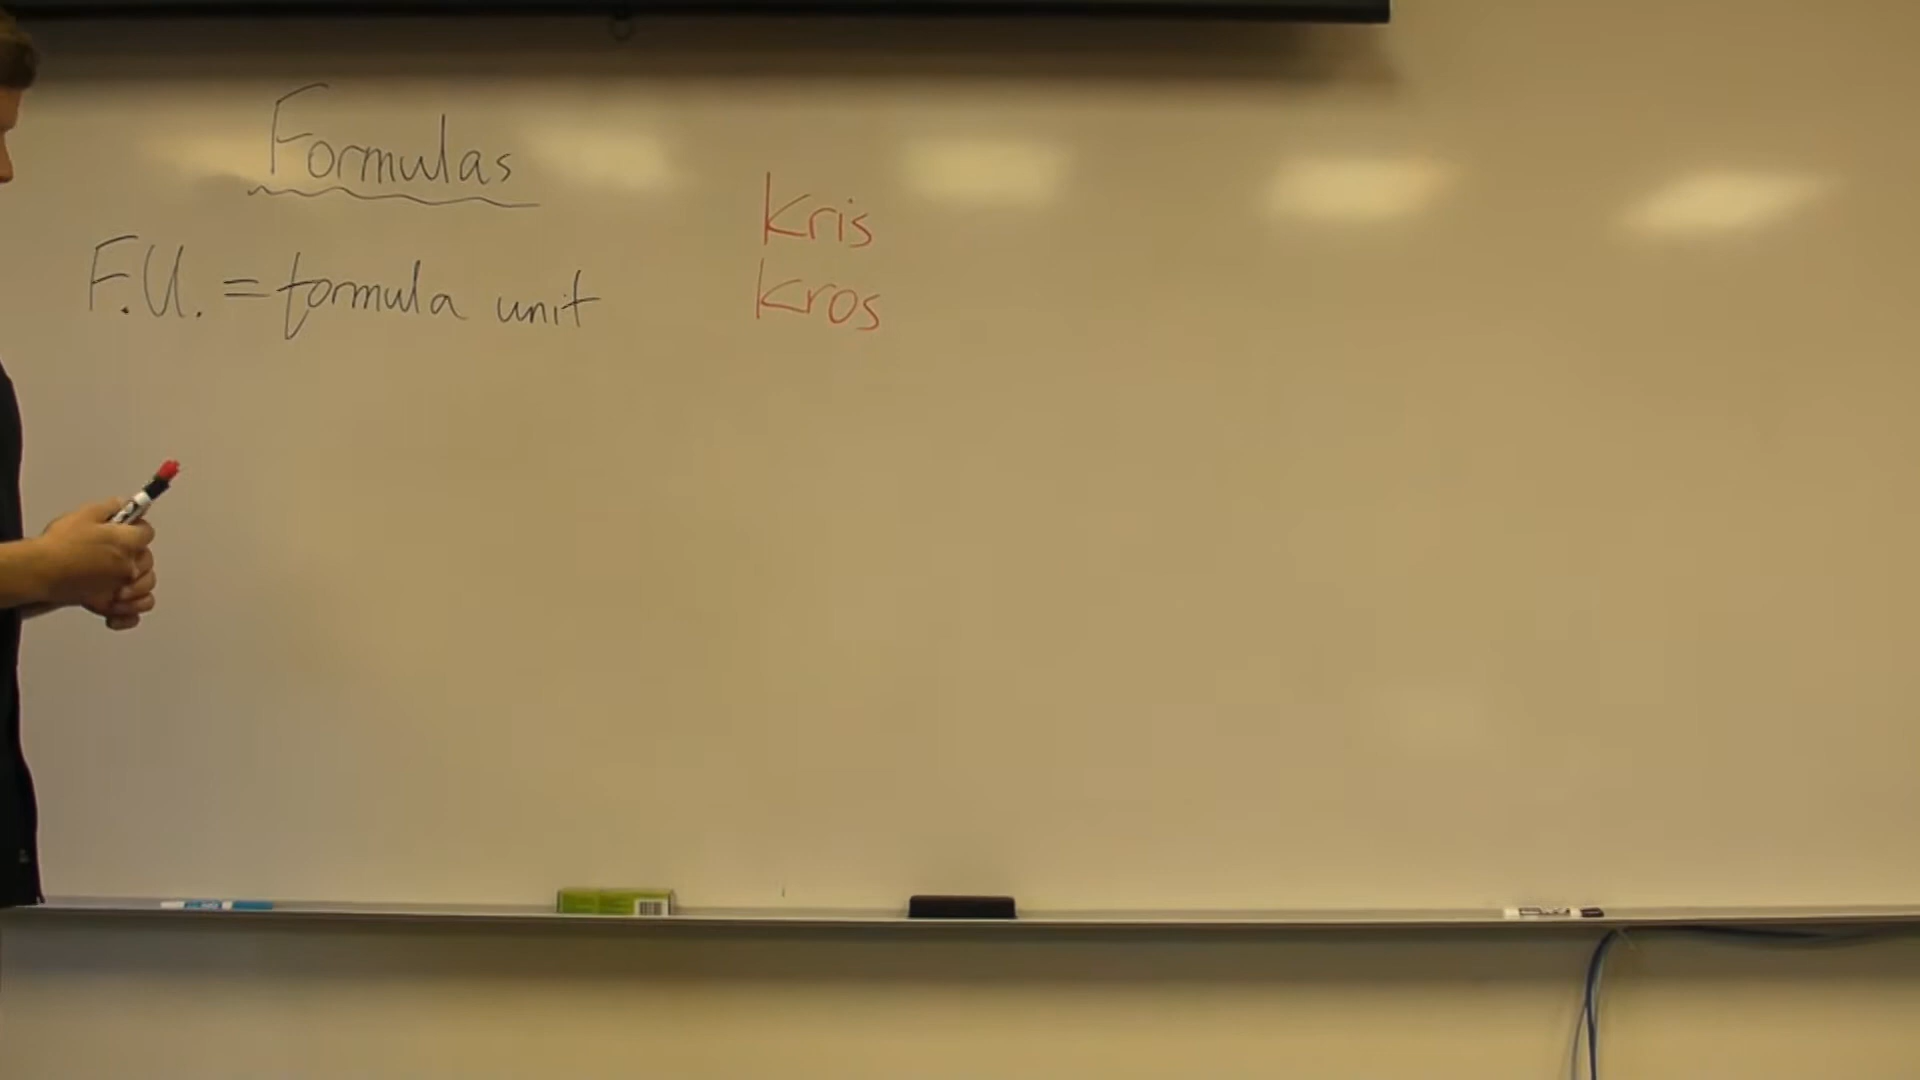 Formulas
F.U. = formula unit
Kris
Kros